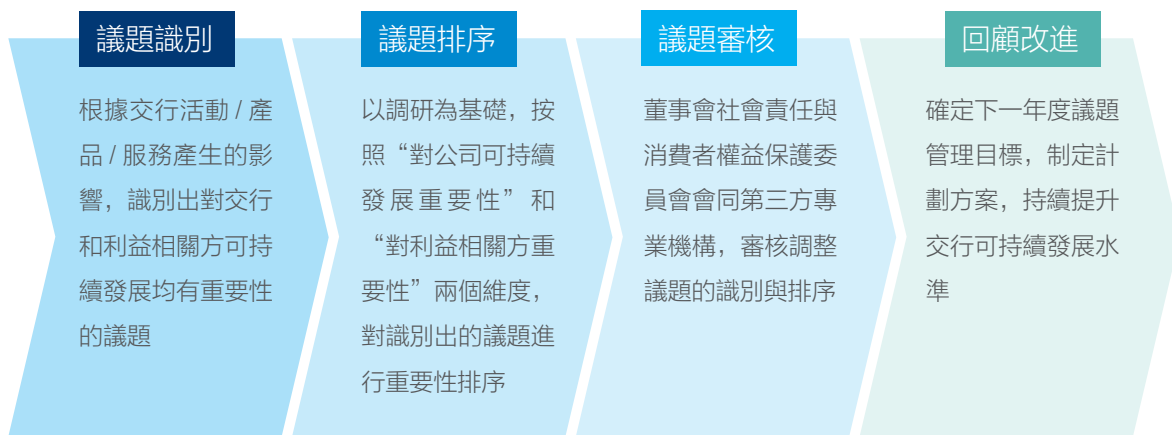 議題識別
根據交行活動 / 產
品 / 服務產生的影
響，識別出對交行
和利益相關方可持
續發展均有重要性
的議題
議題排序
以調研為基礎，按
照“對公司可持續
發展重要性”和
“對利益相關方重
要性”兩個維度，
對識別出的議題進
行重要性排序
議題審核
董事會社會責任與
消費者權益保護委
員會會同第三方專
業機構，審核調整
議題的識別與排序
回顧改進
確定下一年度議題
管理目標，制定計
劃方案，持續提升
交行可持續發展水
準